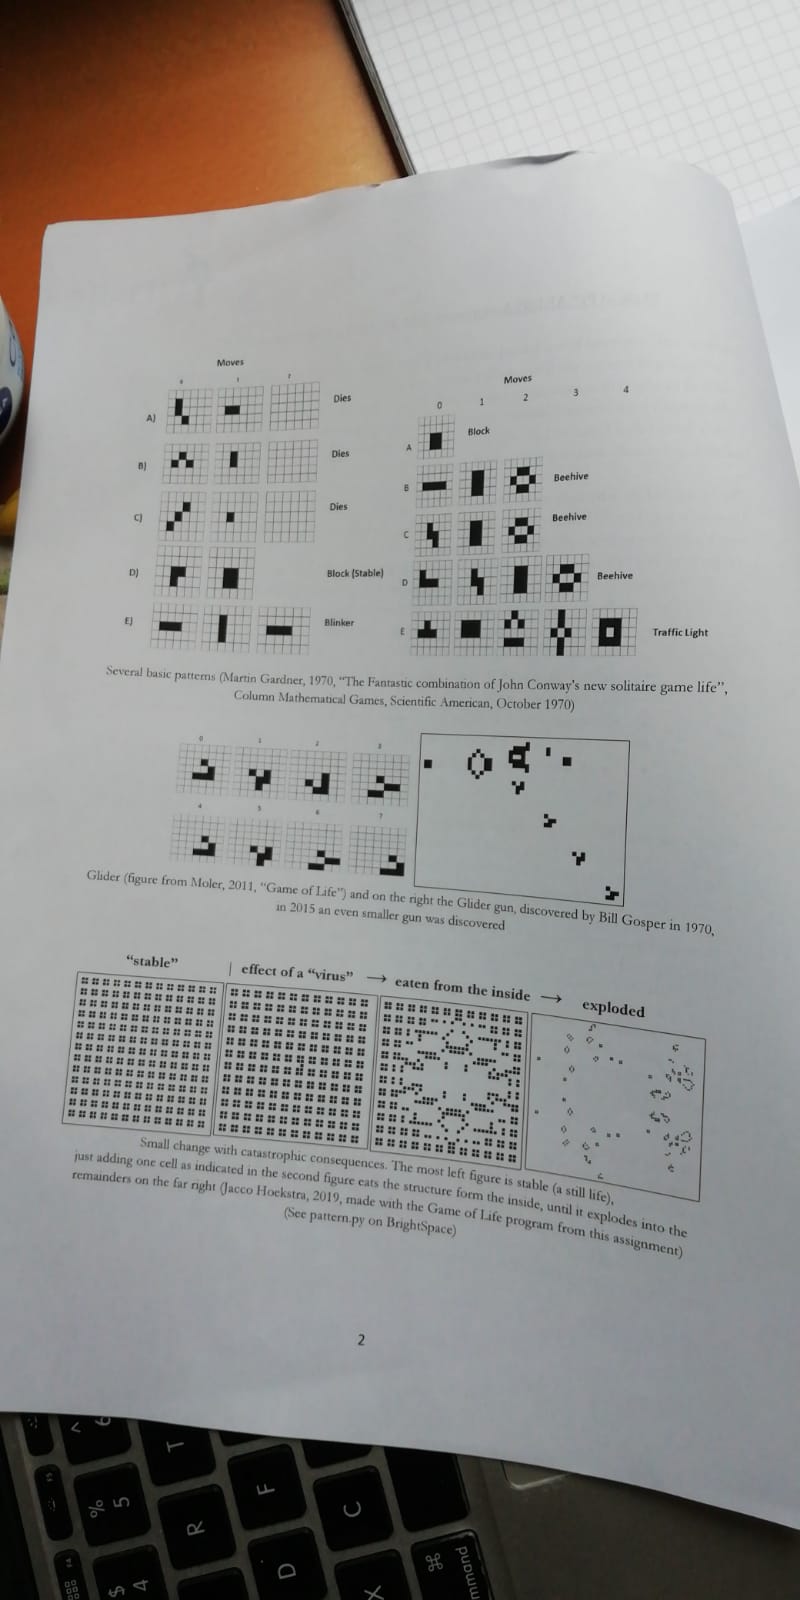 Moves
0 1 2
A) Dies
B) Dies
C) Dies
D) Block (Stable)
E) Blinker
Moves
0 1 2 3 4
A Block
B Beehive
C Beehive
D Beehive
E Traffic Light
Several basic patterns (Martin Gardner, 1970, “The Fantastic combination of John Conway’s new solitaire game life”,
Column Mathematical Games, Scientific American, October 1970)
0 1 2 3
4 5 6 7
Glider (figure from Moler, 2011, “Game of Life”) and on the right the Glider gun, discovered by Bill Gosper in 1970,
in 2015 an even smaller gun was discovered
“stable” | effect of a “virus” → eaten from the inside → exploded
Small change with catastrophic consequences. The most left figure is stable (a still life),
just adding one cell as indicated in the second figure eats the structure form the inside, until it explodes into the
remainders on the far right (Jacco Hoekstra, 2019, made with the Game of Life program from this assignment)
(See pattern.py on BrightSpace)
2
^ 6
% 5
T
$ 4
R
F
D
C
X
⌘
mmand